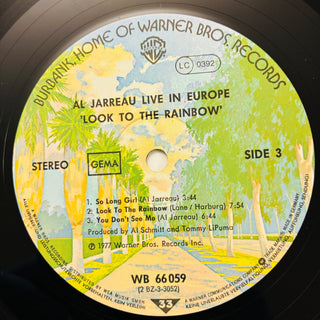 BURBANK, HOME OF WARNER BROS. RECORDS
WB
LC 0392
AL JARREAU LIVE IN EUROPE
'LOOK TO THE RAINBOW'
STEREO
GEMA
SIDE 3
1. So Long Girl (Al Jarreau) 3:44
2. Look To The Rainbow (Lane / Harburg) 7:54
3. You Don't See Me (Al Jarreau) 6:44
Produced by Al Schmitt and Tommy LiPuma
℗ 1977 Warner Bros. Records Inc.
WB 66 059
(2 BZ-3-3052)
33